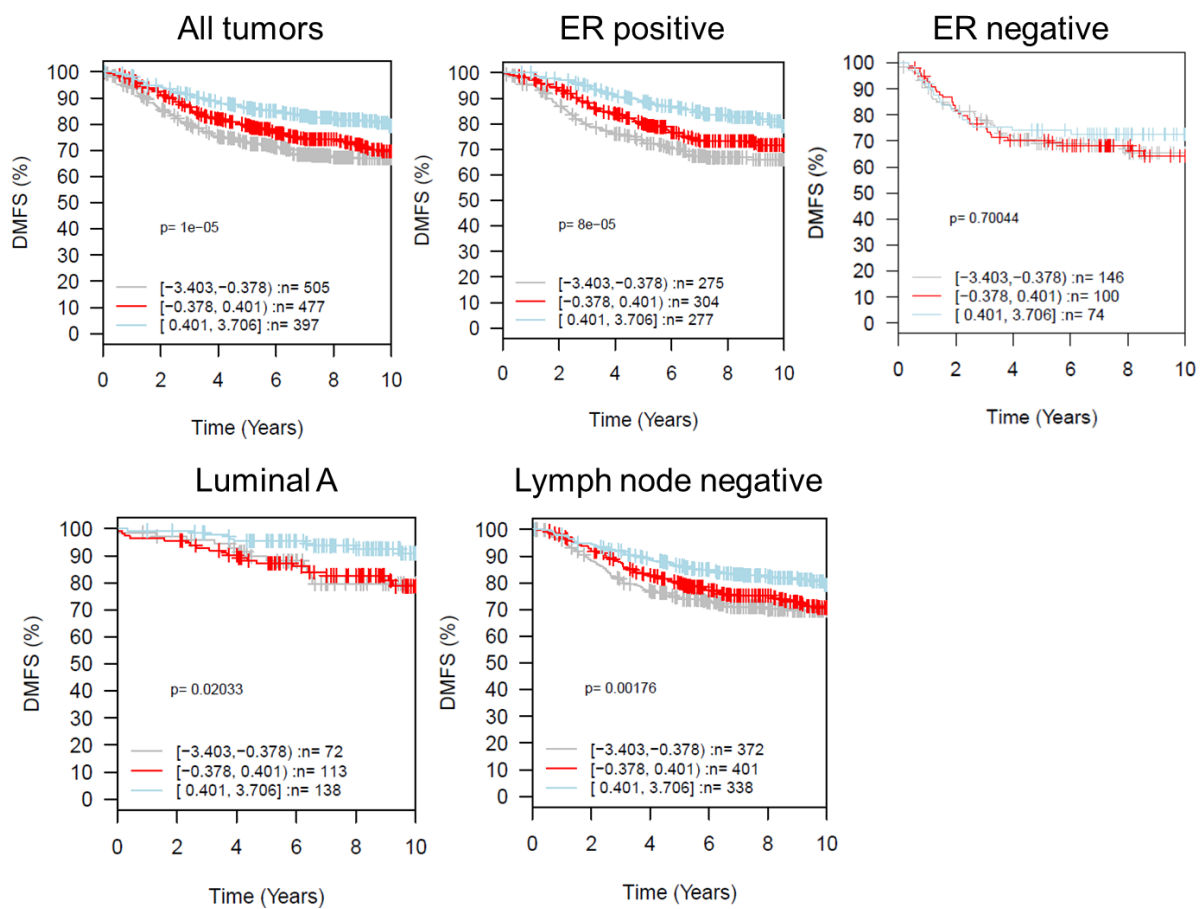 All tumors
DMFS (%)
100
90
80
70
60
50
40
30
20
10
0
p= 1e−05
[−3.403,−0.378) :n= 505
[−0.378, 0.401) :n= 477
[ 0.401, 3.706] :n= 397
0 2 4 6 8 10
Time (Years)
ER positive
DMFS (%)
100
90
80
70
60
50
40
30
20
10
0
p= 8e−05
[−3.403,−0.378) :n= 275
[−0.378, 0.401) :n= 304
[ 0.401, 3.706] :n= 277
0 2 4 6 8 10
Time (Years)
ER negative
DMFS (%)
100
90
80
70
60
50
40
30
20
10
0
p= 0.70044
[−3.403,−0.378) :n= 146
[−0.378, 0.401) :n= 100
[ 0.401, 3.706] :n= 74
0 2 4 6 8 10
Time (Years)
Luminal A
DMFS (%)
100
90
80
70
60
50
40
30
20
10
0
p= 0.02033
[−3.403,−0.378) :n= 72
[−0.378, 0.401) :n= 113
[ 0.401, 3.706] :n= 138
0 2 4 6 8 10
Time (Years)
Lymph node negative
DMFS (%)
100
90
80
70
60
50
40
30
20
10
0
p= 0.00176
[−3.403,−0.378) :n= 372
[−0.378, 0.401) :n= 401
[ 0.401, 3.706] :n= 338
0 2 4 6 8 10
Time (Years)